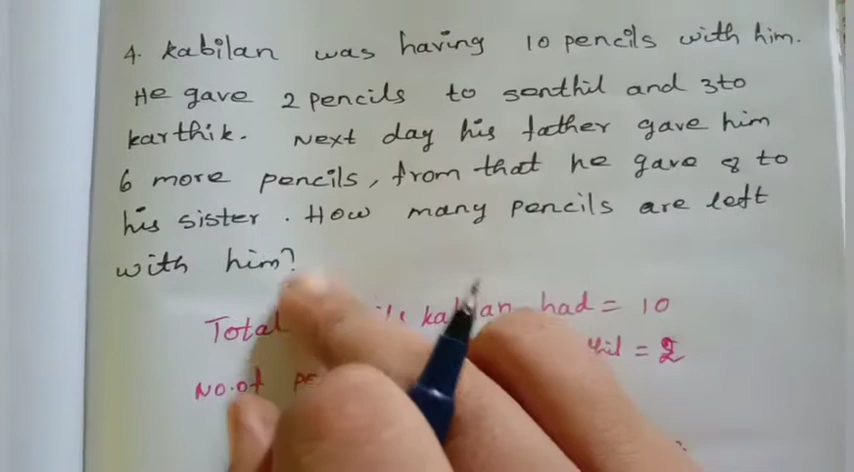 4. Kabilan was having 10 pencils with him.
He gave 2 pencils to senthil and 3 to
karthik. Next day his father gave him
6 more pencils, from that he gave 8 to
his sister. How many pencils are left
with him?
Total had = 10
= 2
No.of